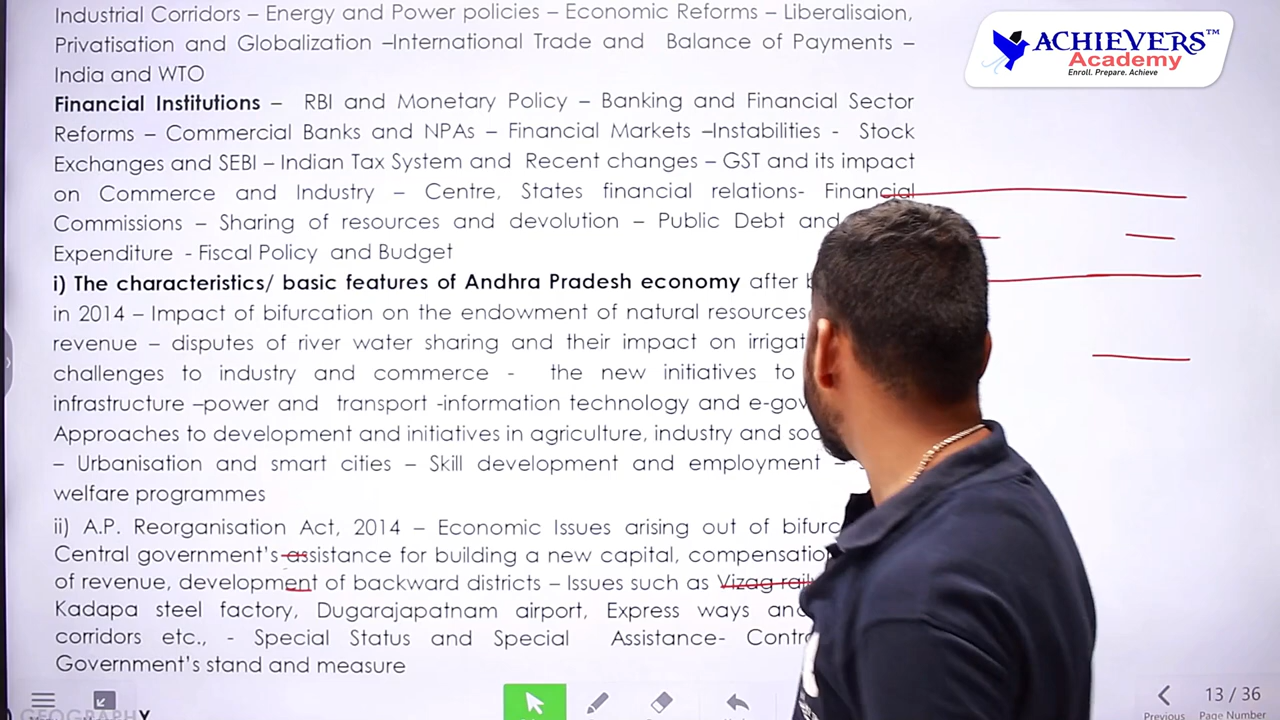 Industrial Corridors – Energy and Power policies – Economic Reforms – Liberalisaion,
Privatisation and Globalization –International Trade and Balance of Payments –
India and WTO
Financial Institutions – RBI and Monetary Policy – Banking and Financial Sector
Reforms – Commercial Banks and NPAs – Financial Markets –Instabilities - Stock
Exchanges and SEBI – Indian Tax System and Recent changes – GST and its impact
on Commerce and Industry – Centre, States financial relations- Financial
Commissions – Sharing of resources and devolution – Public Debt and
Expenditure - Fiscal Policy and Budget
i) The characteristics/ basic features of Andhra Pradesh economy after
in 2014 – Impact of bifurcation on the endowment of natural resources
revenue – disputes of river water sharing and their impact on
challenges to industry and commerce - the new initiatives to
infrastructure –power and transport -information technology and
Approaches to development and initiatives in agriculture, industry and
– Urbanisation and smart cities – Skill development and employment –
welfare programmes
ii) A.P. Reorganisation Act, 2014 – Economic Issues arising out of
Central government's assistance for building a new capital,
of revenue, development of backward districts – Issues such as Vizag
Kadapa steel factory, Dugarajapatnam airport, Express ways
corridors etc., - Special Status and Special Assistance-
Government's stand and measure
ACHIEVERS™
Academy
Enroll. Prepare. Achieve
GEOGRAPHY
13 / 36
Previous Page Number